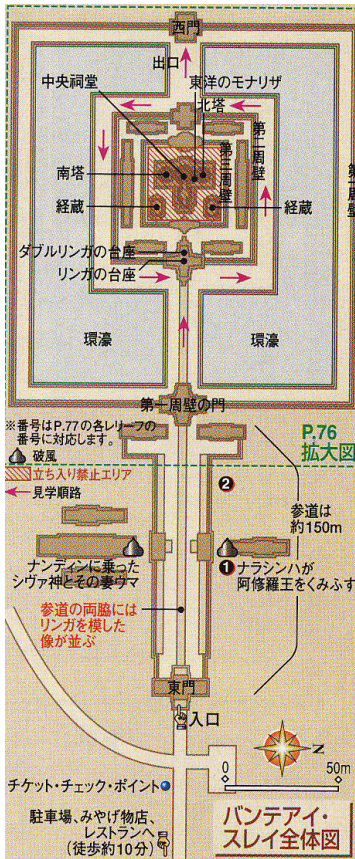 西門
出口
中央祠堂
東洋のモナリザ
北塔
第二周壁
第三周壁
第一周壁
南塔
経蔵
経蔵
ダブルリンガの台座
リンガの台座
環濠
環濠
第一周壁の門
※番号はP.77の各レリーフの
番号に対応します。
破風
立ち入り禁止エリア
見学順路
P.76
拡大図
❷
参道は
約150m
ナンディンに乗った
シヴァ神とその妻ウマ
❶ナラシンハが
阿修羅王をくみふす
参道の両脇には
リンガを模した
像が並ぶ
東門
入口
N
0 50m
チケット・チェック・ポイント
駐車場、みやげ物店、
レストランへ
(徒歩約10分)
バンテアイ・
スレイ全体図